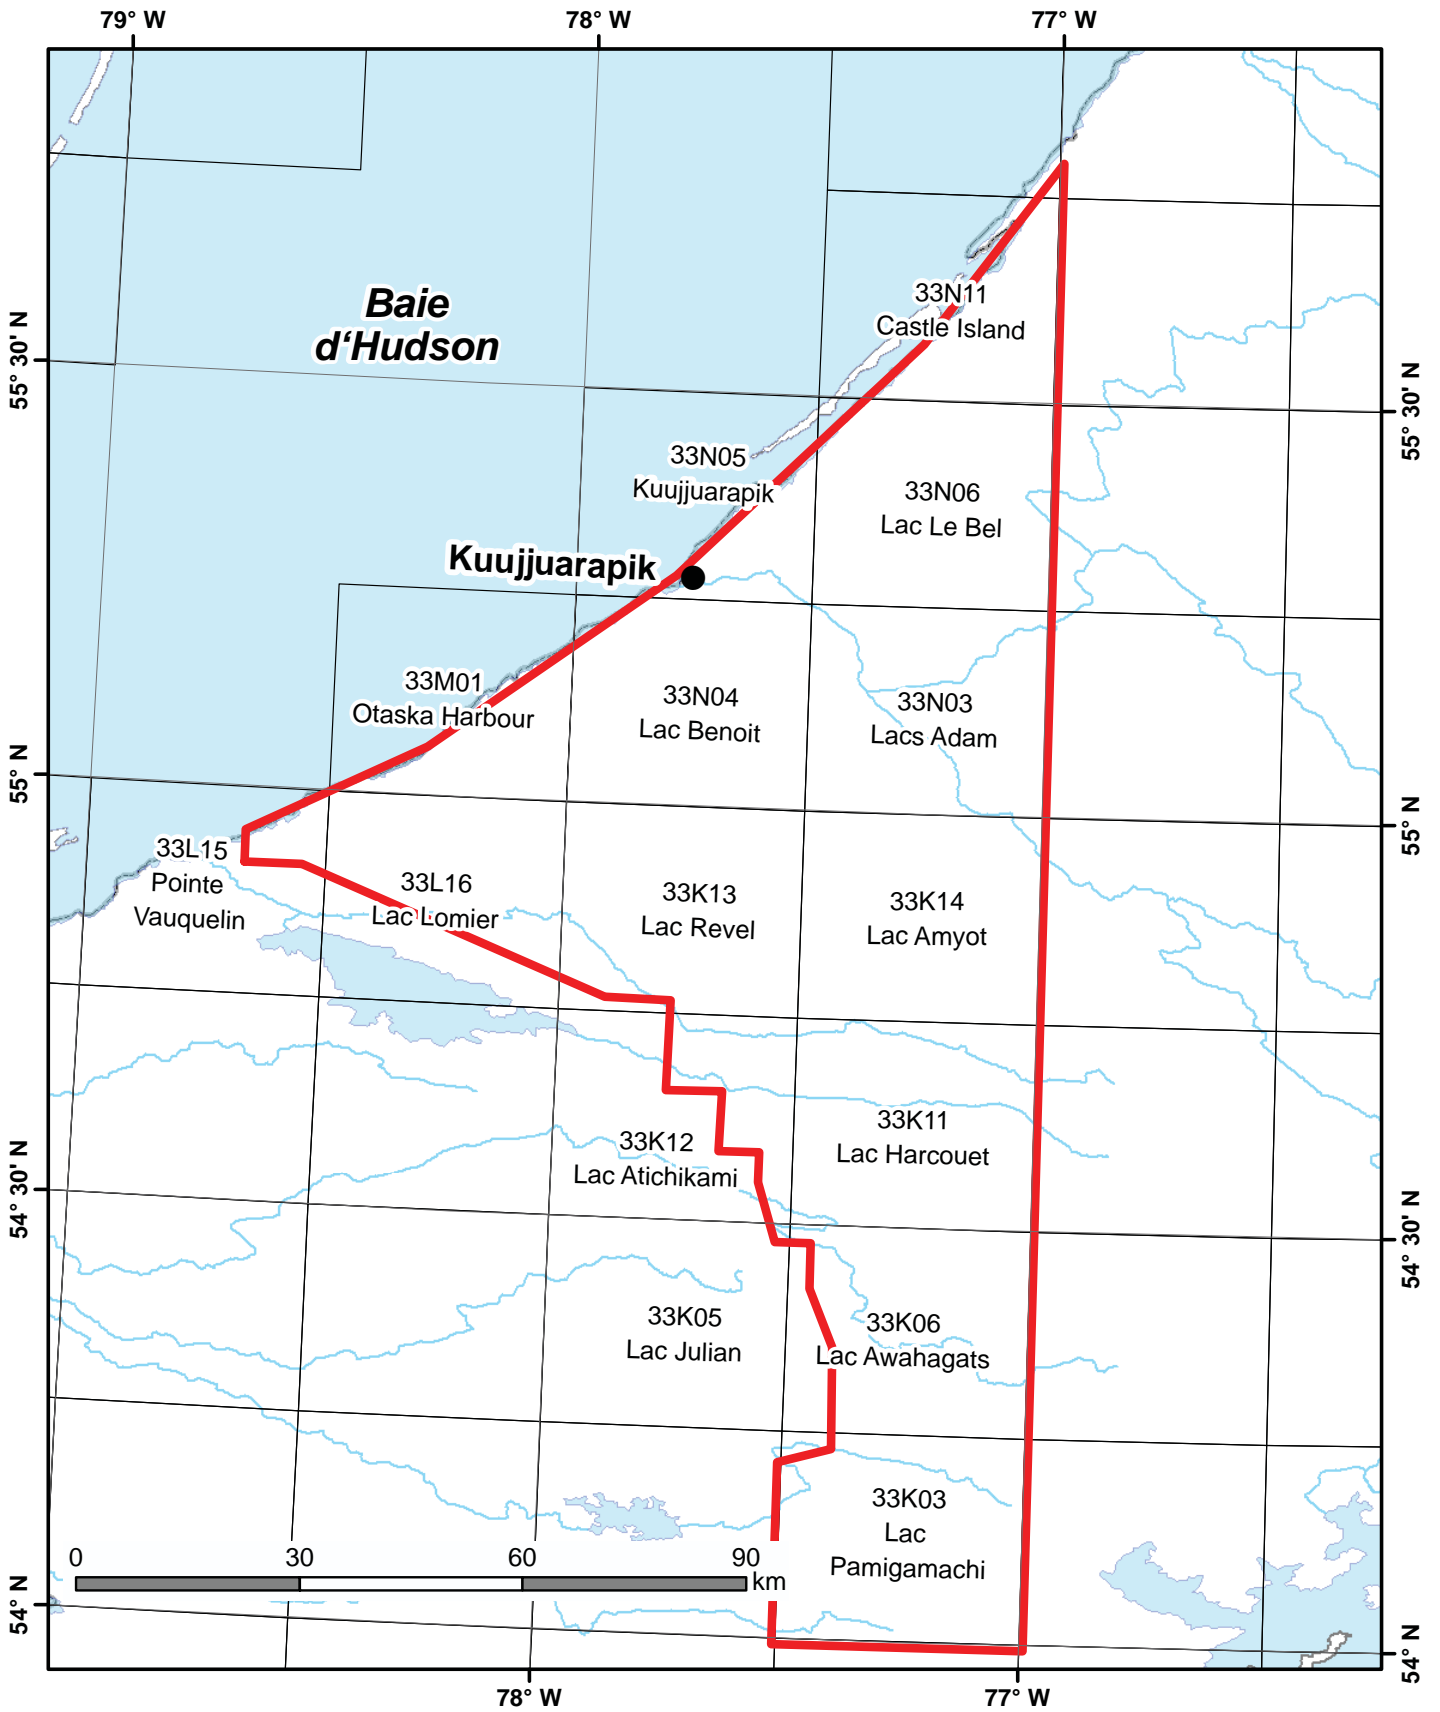 79° W
78° W
77° W
Baie
d‘Hudson
55° 30' N
55° 30' N
33N11
Castle Island
33N05
Kuujjuarapik
33N06
Lac Le Bel
Kuujjuarapik
33M01
Otaska Harbour
33N04
Lac Benoit
33N03
Lacs Adam
55° N
55° N
33L15
Pointe
Vauquelin
33L16
Lac Lomier
33K13
Lac Revel
33K14
Lac Amyot
33K12
Lac Atichikami
33K11
Lac Harcouet
54° 30' N
54° 30' N
33K05
Lac Julian
33K06
Lac Awahagats
33K03
Lac
Pamigamachi
0 30 60 90
km
54° N
54° N
78° W
77° W